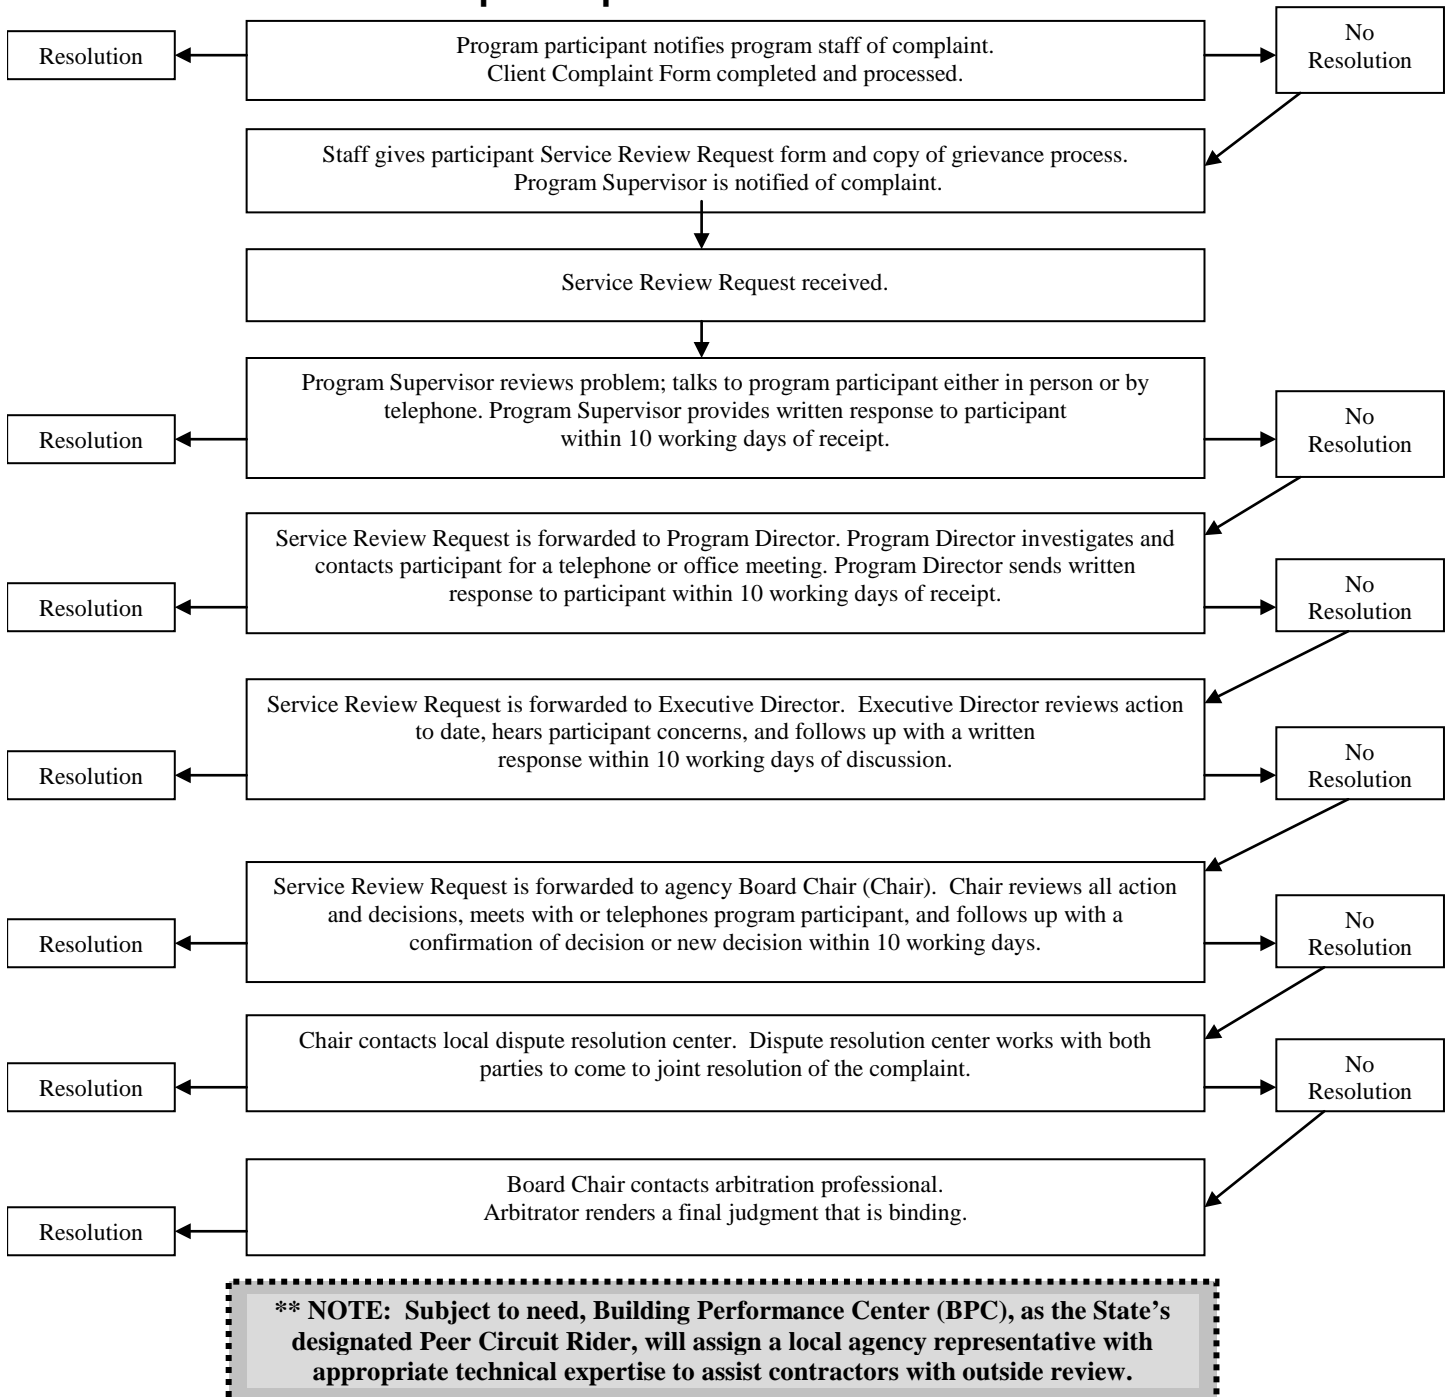 Program participant notifies program staff of complaint.
Client Complaint Form completed and processed.
Resolution
No
Resolution
Staff gives participant Service Review Request form and copy of grievance process.
Program Supervisor is notified of complaint.
Service Review Request received.
Program Supervisor reviews problem; talks to program participant either in person or by
telephone. Program Supervisor provides written response to participant
within 10 working days of receipt.
Resolution
No
Resolution
Service Review Request is forwarded to Program Director. Program Director investigates and
contacts participant for a telephone or office meeting. Program Director sends written
response to participant within 10 working days of receipt.
Resolution
No
Resolution
Service Review Request is forwarded to Executive Director.  Executive Director reviews action
to date, hears participant concerns, and follows up with a written
response within 10 working days of discussion.
Resolution
No
Resolution
Service Review Request is forwarded to agency Board Chair (Chair).  Chair reviews all action
and decisions, meets with or telephones program participant, and follows up with a
confirmation of decision or new decision within 10 working days.
Resolution
No
Resolution
Chair contacts local dispute resolution center.  Dispute resolution center works with both
parties to come to joint resolution of the complaint.
Resolution
No
Resolution
Board Chair contacts arbitration professional.
Arbitrator renders a final judgment that is binding.
Resolution
** NOTE:  Subject to need, Building Performance Center (BPC), as the State's
designated Peer Circuit Rider, will assign a local agency representative with
appropriate technical expertise to assist contractors with outside review.